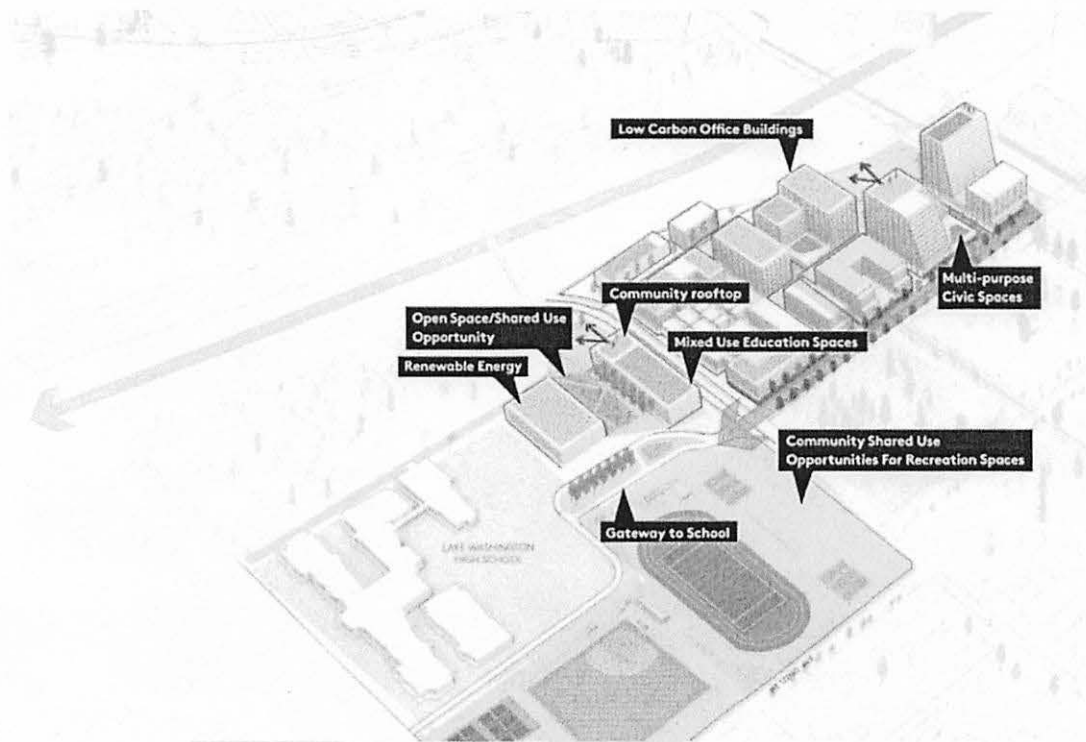 Low Carbon Office Buildings
Multi-purpose
Civic Spaces
Community rooftop
Open Space/Shared Use
Opportunity
Mixed Use Education Spaces
Renewable Energy
Community Shared Use
Opportunities For Recreation Spaces
Gateway to School
LAKE WASHINGTON
HIGH SCHOOL